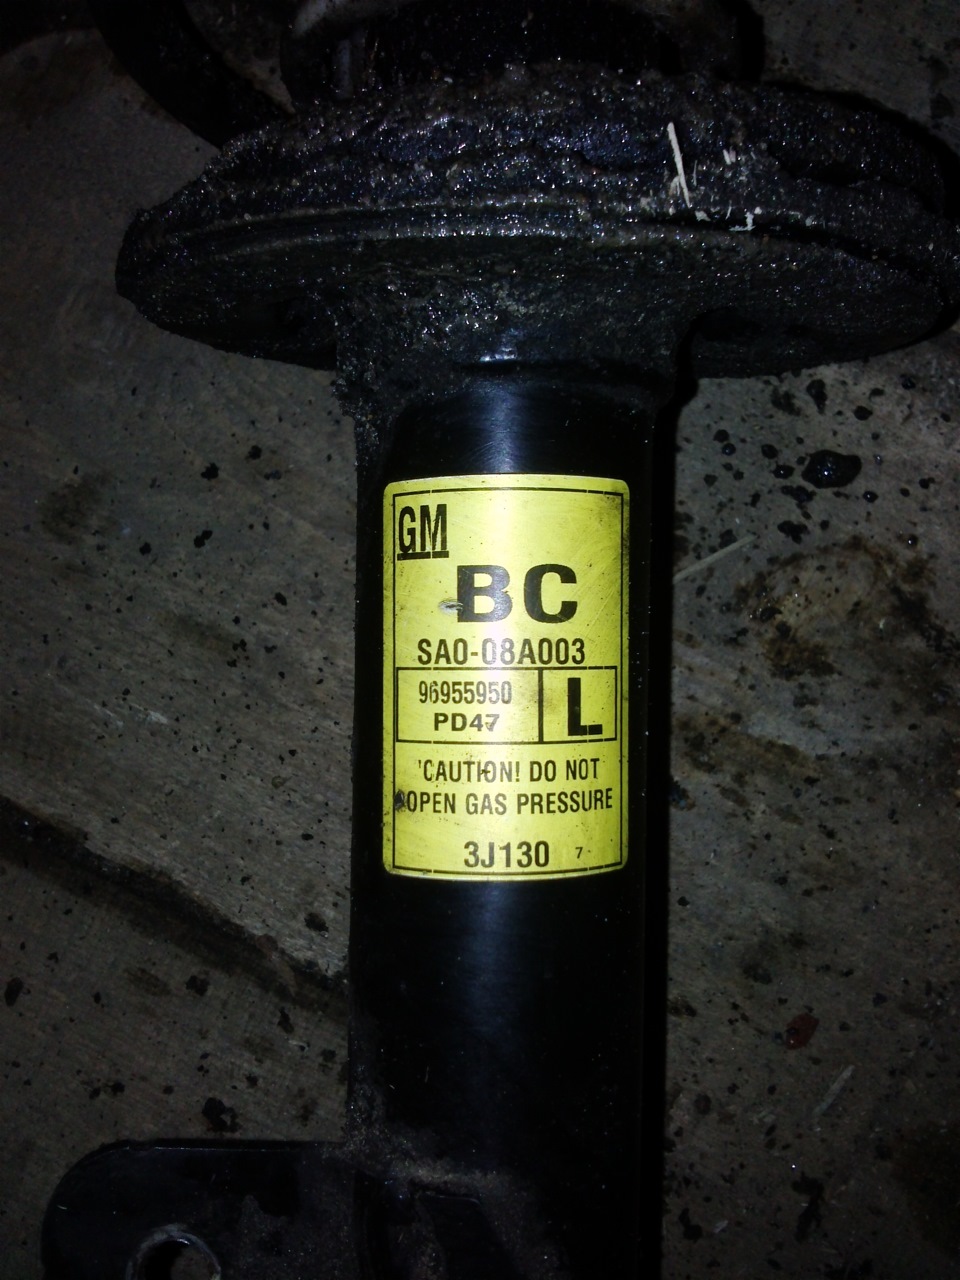 GM
BC
SA0-08A003
96955950
PD47
L
'CAUTION! DO NOT
OPEN GAS PRESSURE
3J130 7